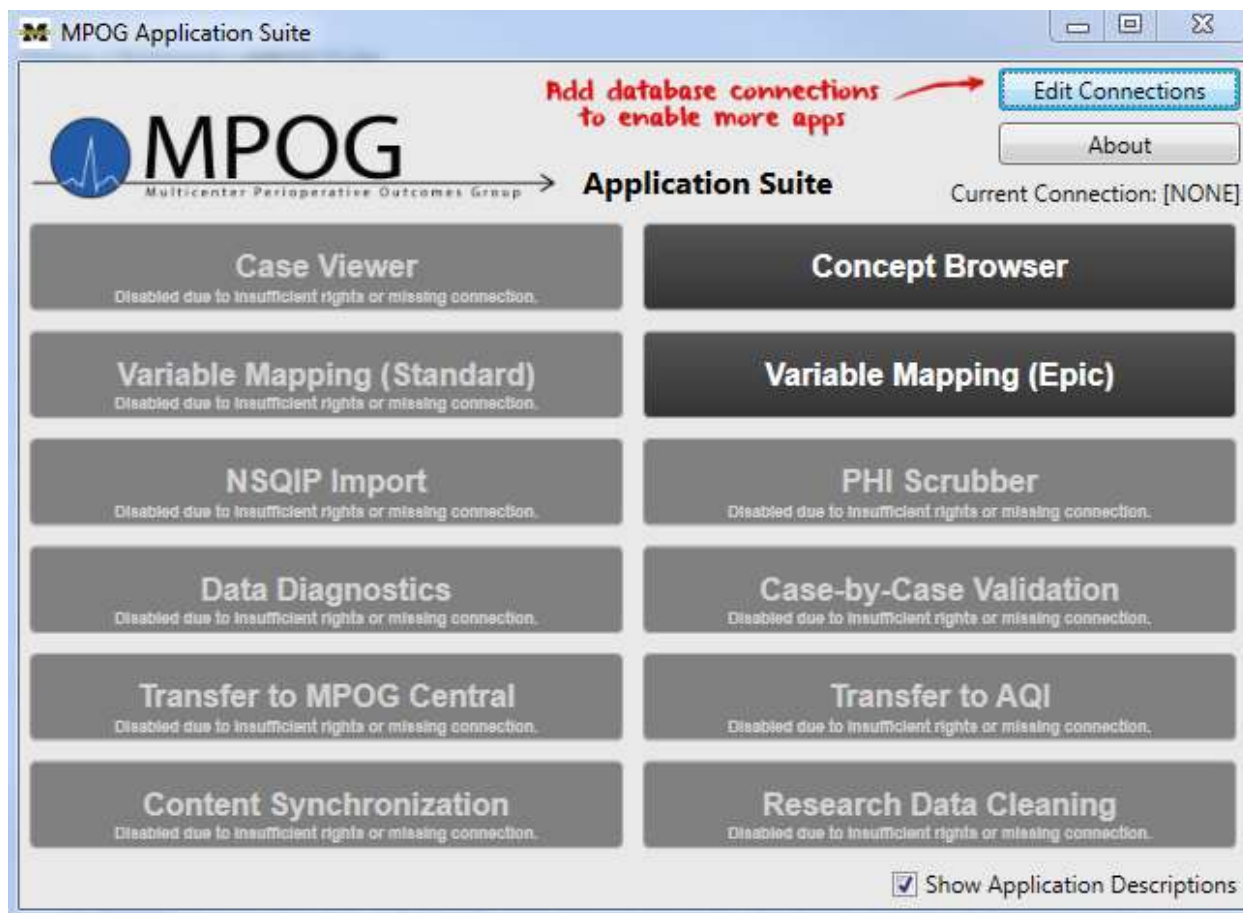 MPOG Application Suite
Add database connections
to enable more apps
Edit Connections
About
MPOG
Multicenter Perioperative Outcomes Group
Application Suite
Current Connection: [NONE]
Case Viewer
Disabled due to insufficient rights or missing connection.
Concept Browser
Variable Mapping (Standard)
Disabled due to insufficient rights or missing connection.
Variable Mapping (Epic)
NSQIP Import
Disabled due to insufficient rights or missing connection.
PHI Scrubber
Disabled due to insufficient rights or missing connection.
Data Diagnostics
Disabled due to insufficient rights or missing connection.
Case-by-Case Validation
Disabled due to insufficient rights or missing connection.
Transfer to MPOG Central
Disabled due to insufficient rights or missing connection.
Transfer to AQI
Disabled due to insufficient rights or missing connection.
Content Synchronization
Disabled due to insufficient rights or missing connection.
Research Data Cleaning
Disabled due to insufficient rights or missing connection.
Show Application Descriptions